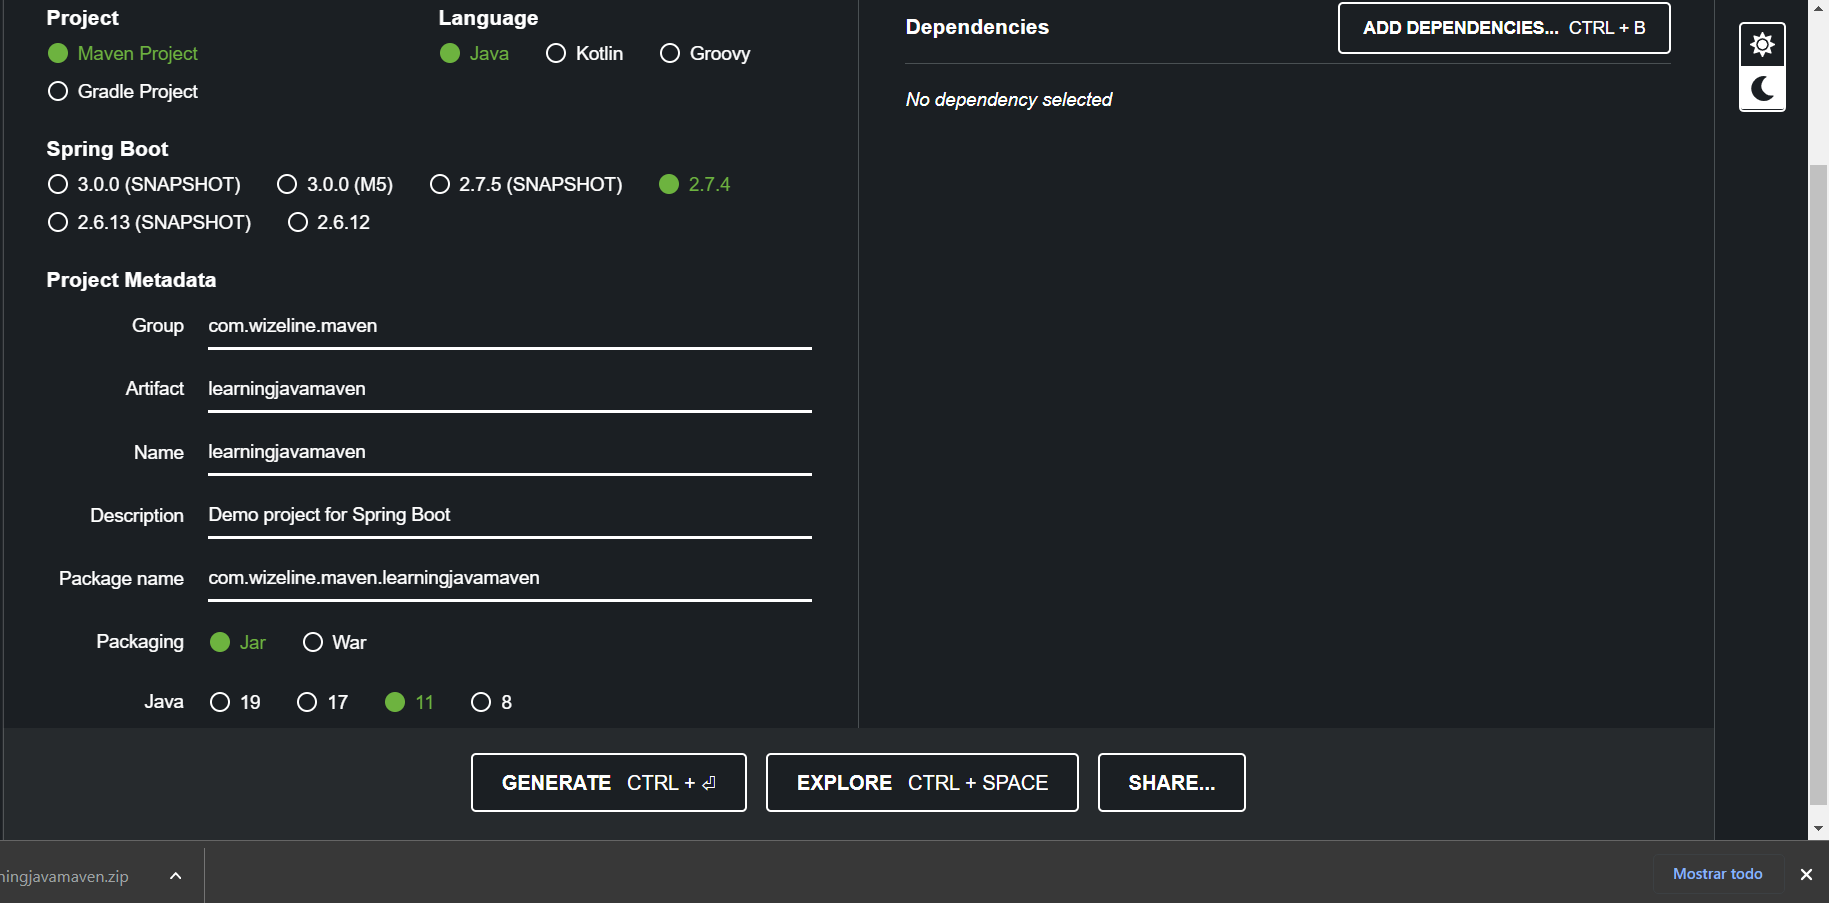 Project
Maven Project
Gradle Project
Language
Java Kotlin Groovy
Spring Boot
3.0.0 (SNAPSHOT) 3.0.0 (M5) 2.7.5 (SNAPSHOT) 2.7.4
2.6.13 (SNAPSHOT) 2.6.12
Project Metadata
Group com.wizeline.maven
Artifact learningjavamaven
Name learningjavamaven
Description Demo project for Spring Boot
Package name com.wizeline.maven.learningjavamaven
Packaging Jar War
Java 19 17 11 8
Dependencies
ADD DEPENDENCIES... CTRL + B
No dependency selected
GENERATE CTRL + ⏎ EXPLORE CTRL + SPACE SHARE...
ningjavamaven.zip Mostrar todo